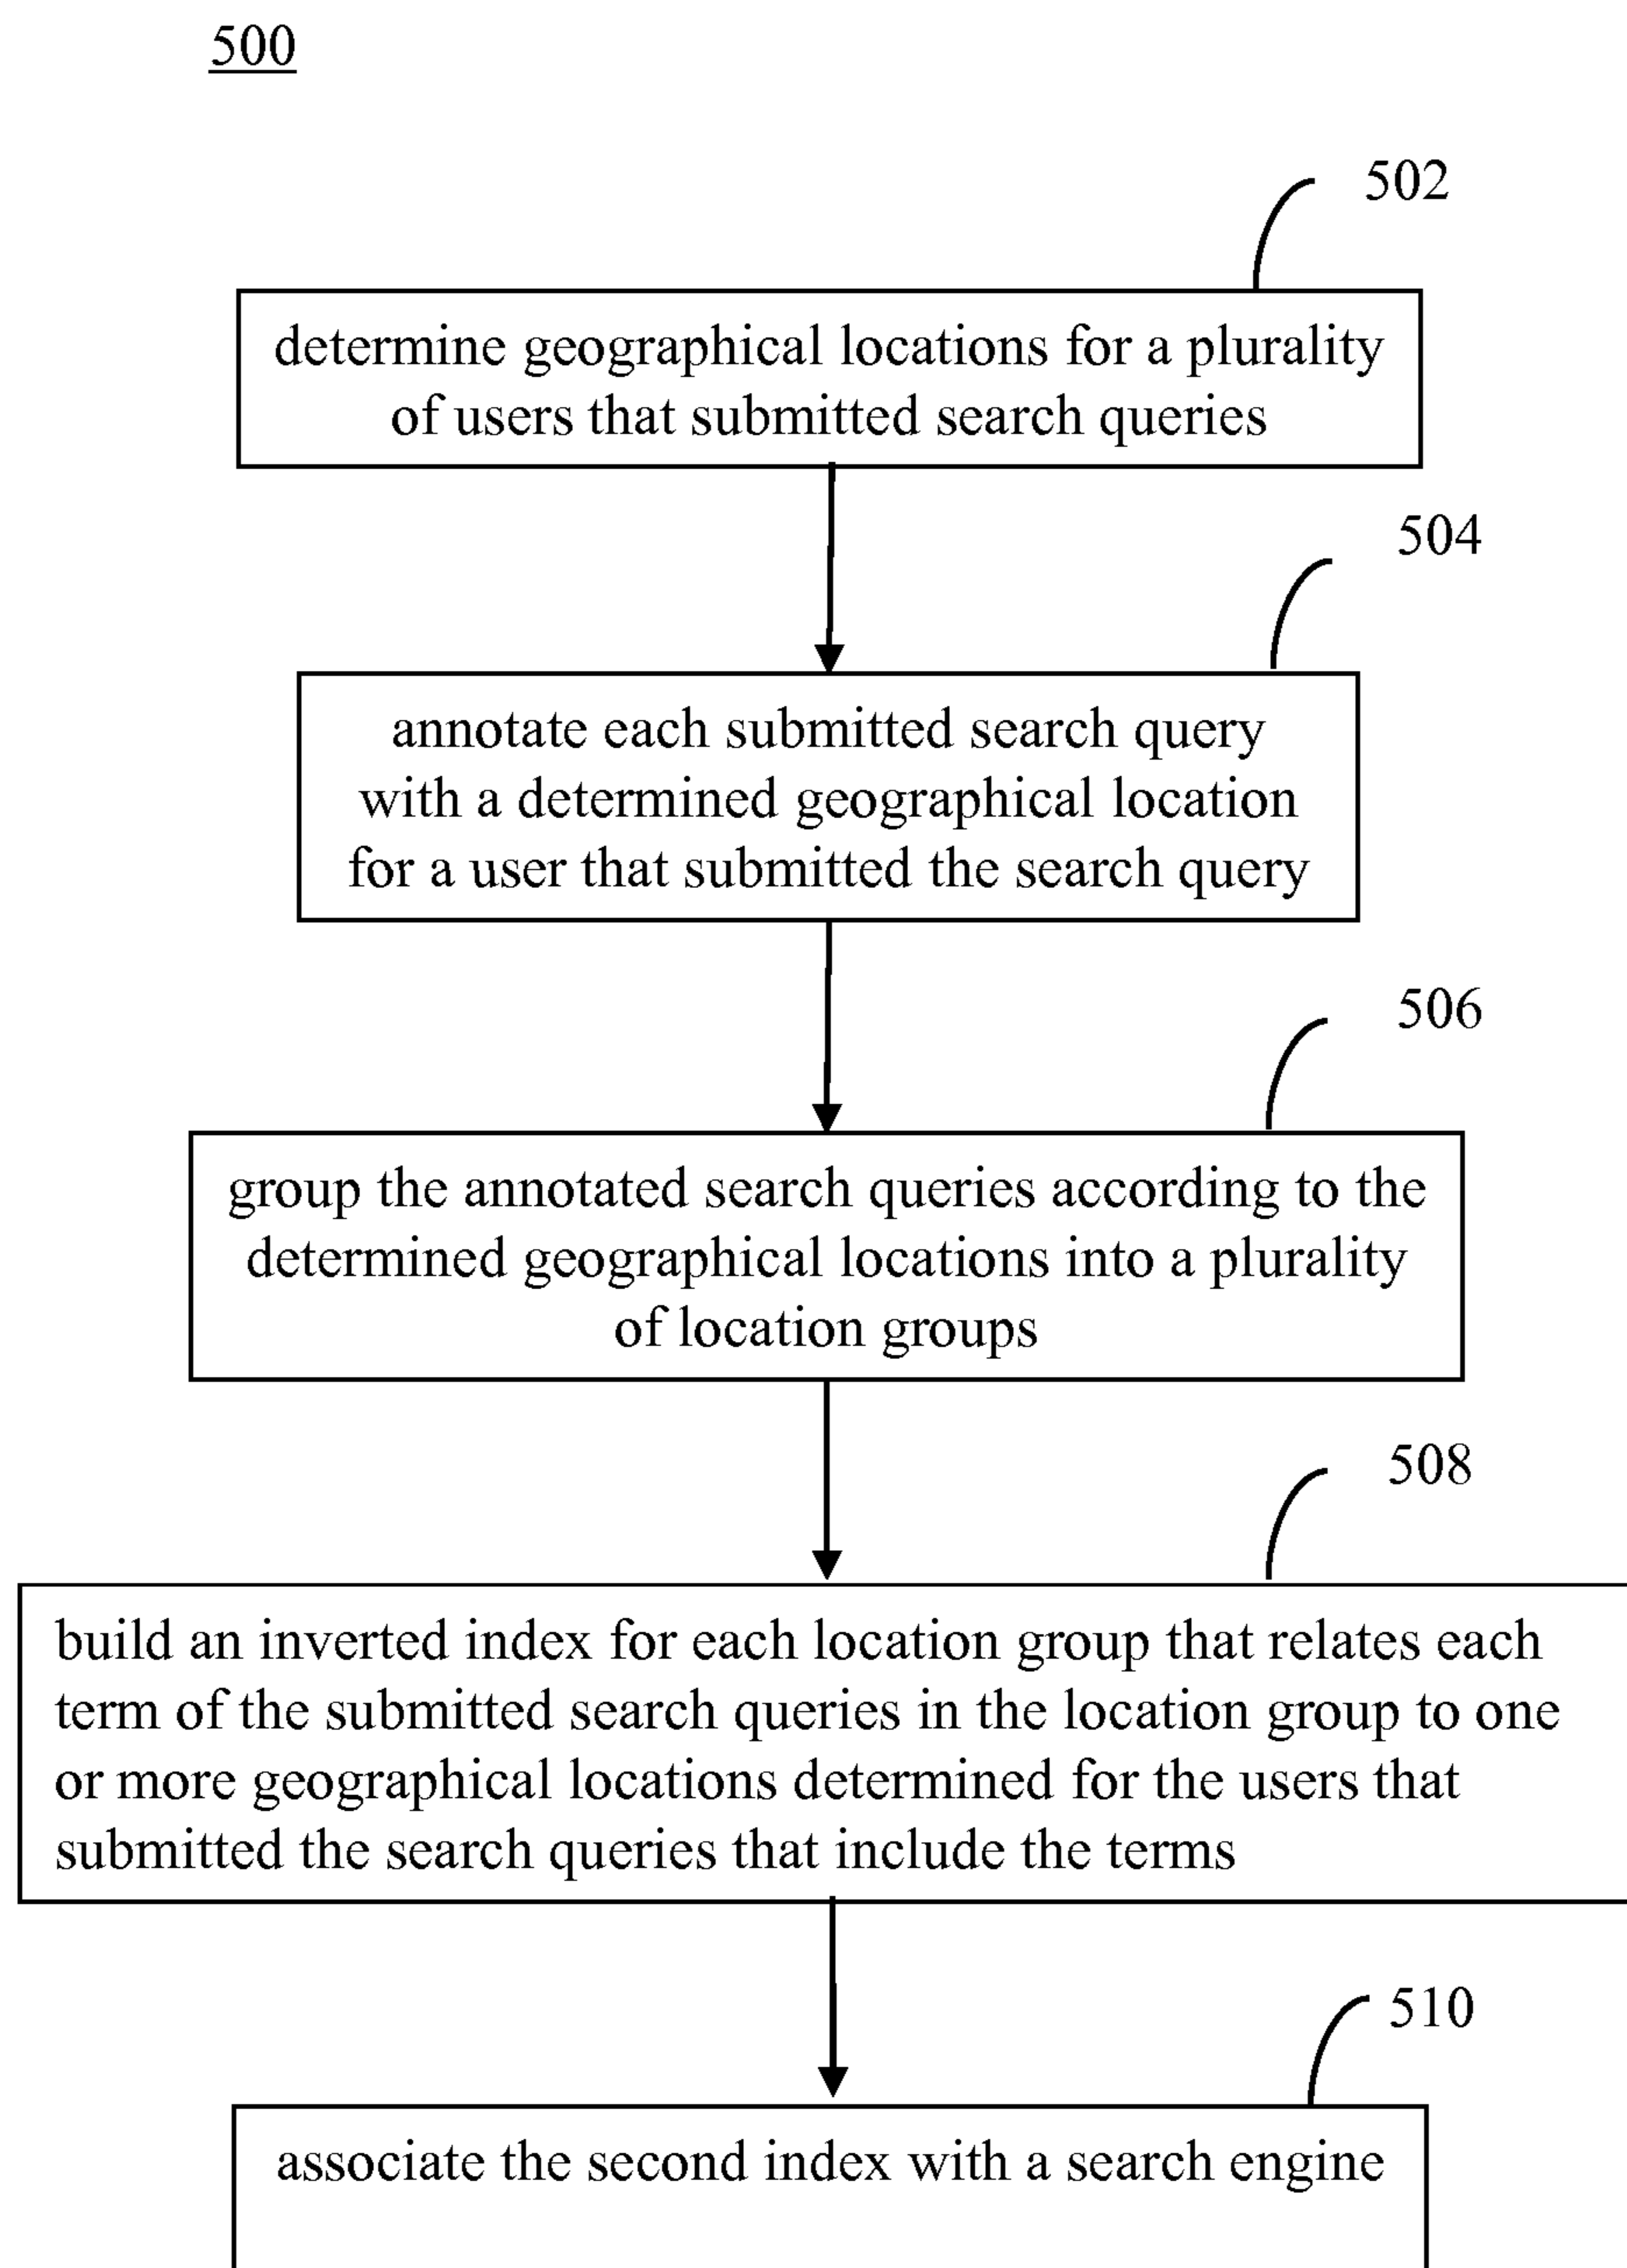 500
502
determine geographical locations for a plurality
of users that submitted search queries
504
annotate each submitted search query
with a determined geographical location
for a user that submitted the search query
506
group the annotated search queries according to the
determined geographical locations into a plurality
of location groups
508
build an inverted index for each location group that relates each
term of the submitted search queries in the location group to one
or more geographical locations determined for the users that
submitted the search queries that include the terms
510
associate the second index with a search engine